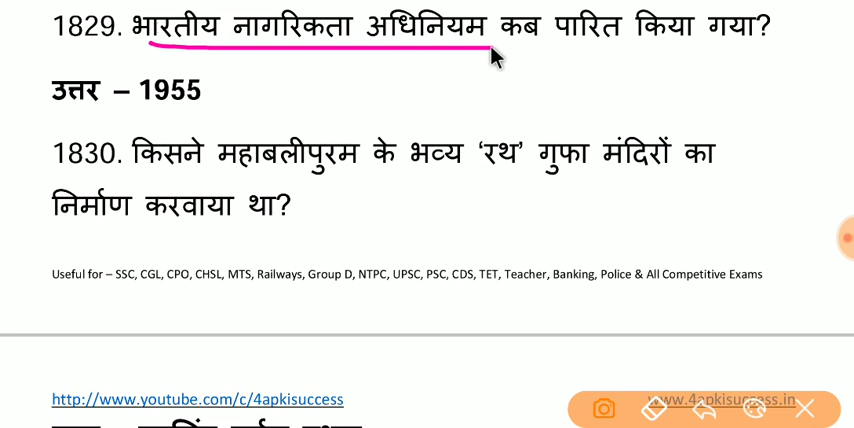 1829. भारतीय नागरिकता अधिनियम कब पारित किया गया?
उत्तर – 1955
1830. किसने महाबलीपुरम के भव्य ‘रथ’ गुफा मंदिरों का
निर्माण करवाया था?
Useful for – SSC, CGL, CPO, CHSL, MTS, Railways, Group D, NTPC, UPSC, PSC, CDS, TET, Teacher, Banking, Police & All Competitive Exams
http://www.youtube.com/c/4apkisuccess www.4apkisuccess.in